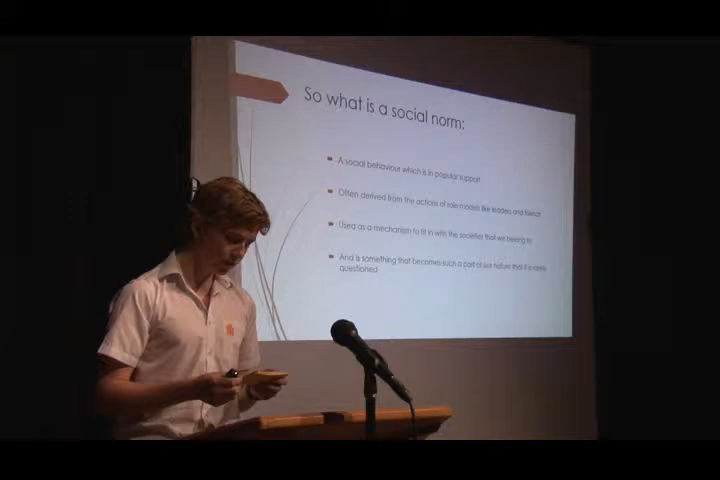 So what is a social norm:
A social behaviour which is in popular support
Often derived from the actions of role models like leaders and friends
Used as a mechanism to fit in with the societies that we belong to
And is something that becomes such a part of our nature that it is rarely
questioned